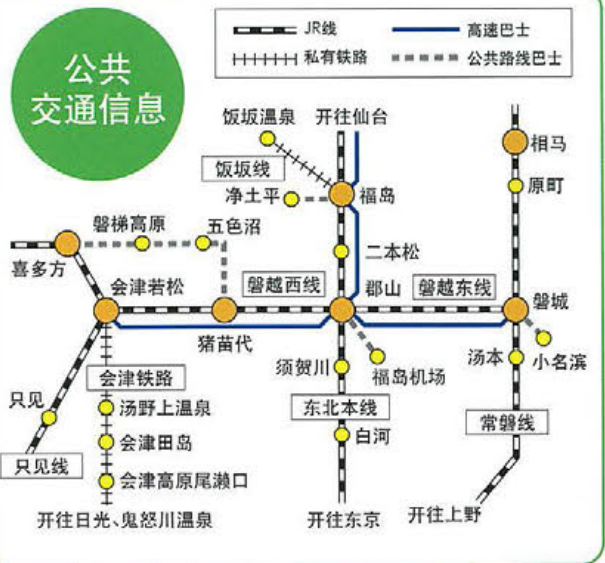 公共
交通信息
JR线
高速巴士
私有铁路
公共路线巴士
饭坂温泉
开往仙台
相马
饭坂线
净土平
福岛
原町
磐梯高原
五色沼
二本松
喜多方
会津若松
磐越西线
郡山
磐越东线
磐城
猪苗代
须贺川
福岛机场
汤本
小名滨
会津铁路
只见
汤野上温泉
东北本线
常磐线
会津田岛
白河
只见线
会津高原尾濑口
开往日光、鬼怒川温泉
开往东京
开往上野